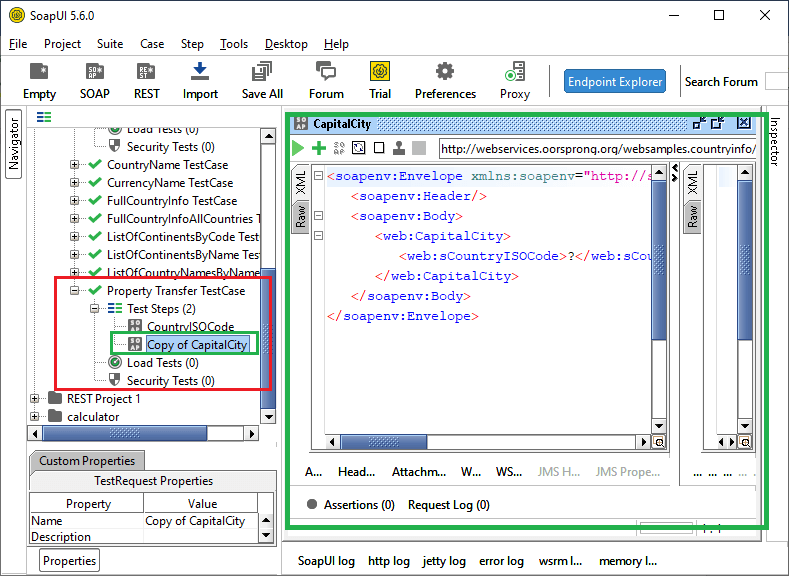 SoapUI 5.6.0
File Project Suite Case Step Tools Desktop Help
Empty SOAP REST Import Save All Forum Trial Preferences Proxy Endpoint Explorer Search Forum
Navigator
Load Tests (0)
Security Tests (0)
CountryName TestCase
CurrencyName TestCase
FullCountryInfo TestCase
FullCountryInfoAllCountries T
ListOfContinentsByCode TestC
ListOfContinentsByName Test
ListOfCountryNamesByName
Property Transfer TestCase
Test Steps (2)
CountryISOCode
Copy of CapitalCity
Load Tests (0)
Security Tests (0)
REST Project 1
calculator
Custom Properties
TestRequest Properties
Property Value
Name Copy of CapitalCity
Description
Properties
CapitalCity
http://webservices.oorsprong.org/websamples.countryinfo/
XML
Raw
<soapenv:Envelope xmlns:soapenv="http://s
<soapenv:Header/>
<soapenv:Body>
<web:CapitalCity>
<web:sCountryISOCode>?</web:sCou
</web:CapitalCity>
</soapenv:Body>
</soapenv:Envelope>
XML
Raw
A... Head... Attachm... W... WS... JMS H... JMS Prope... ... ... ... ... ...
Assertions (0) Request Log (0)
1 : 1
Inspector
SoapUI log http log jetty log error log wsrm l... memory l...